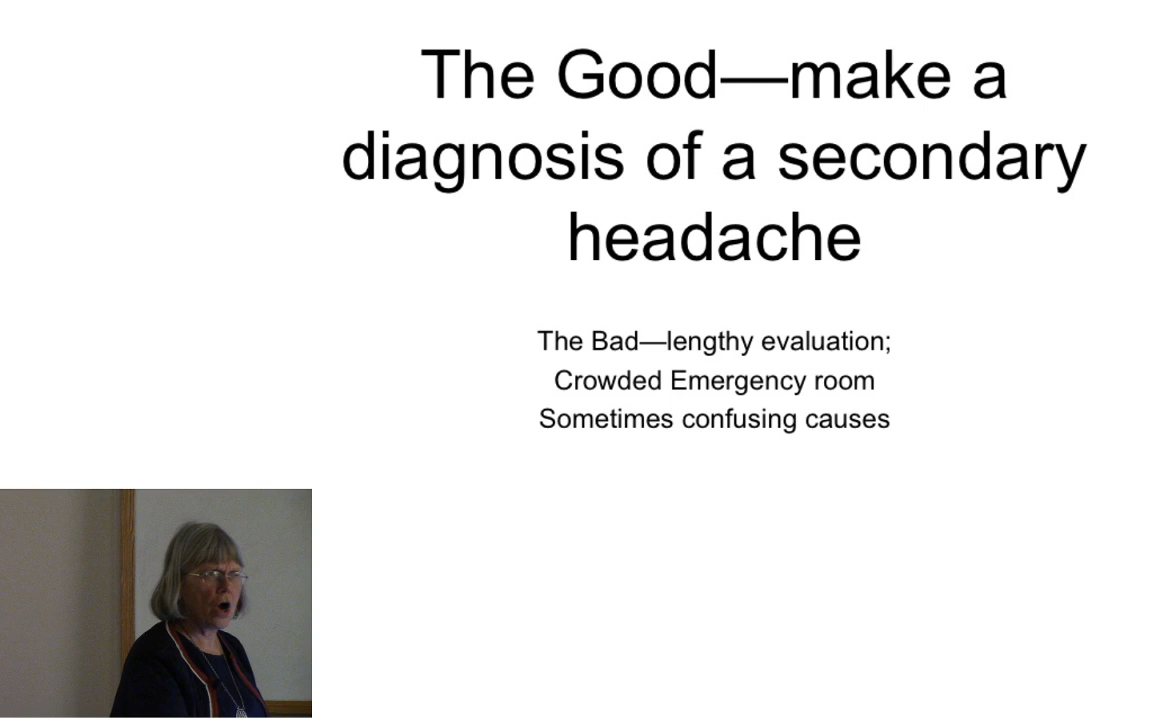 The Good—make a
diagnosis of a secondary
headache
The Bad—lengthy evaluation;
Crowded Emergency room
Sometimes confusing causes